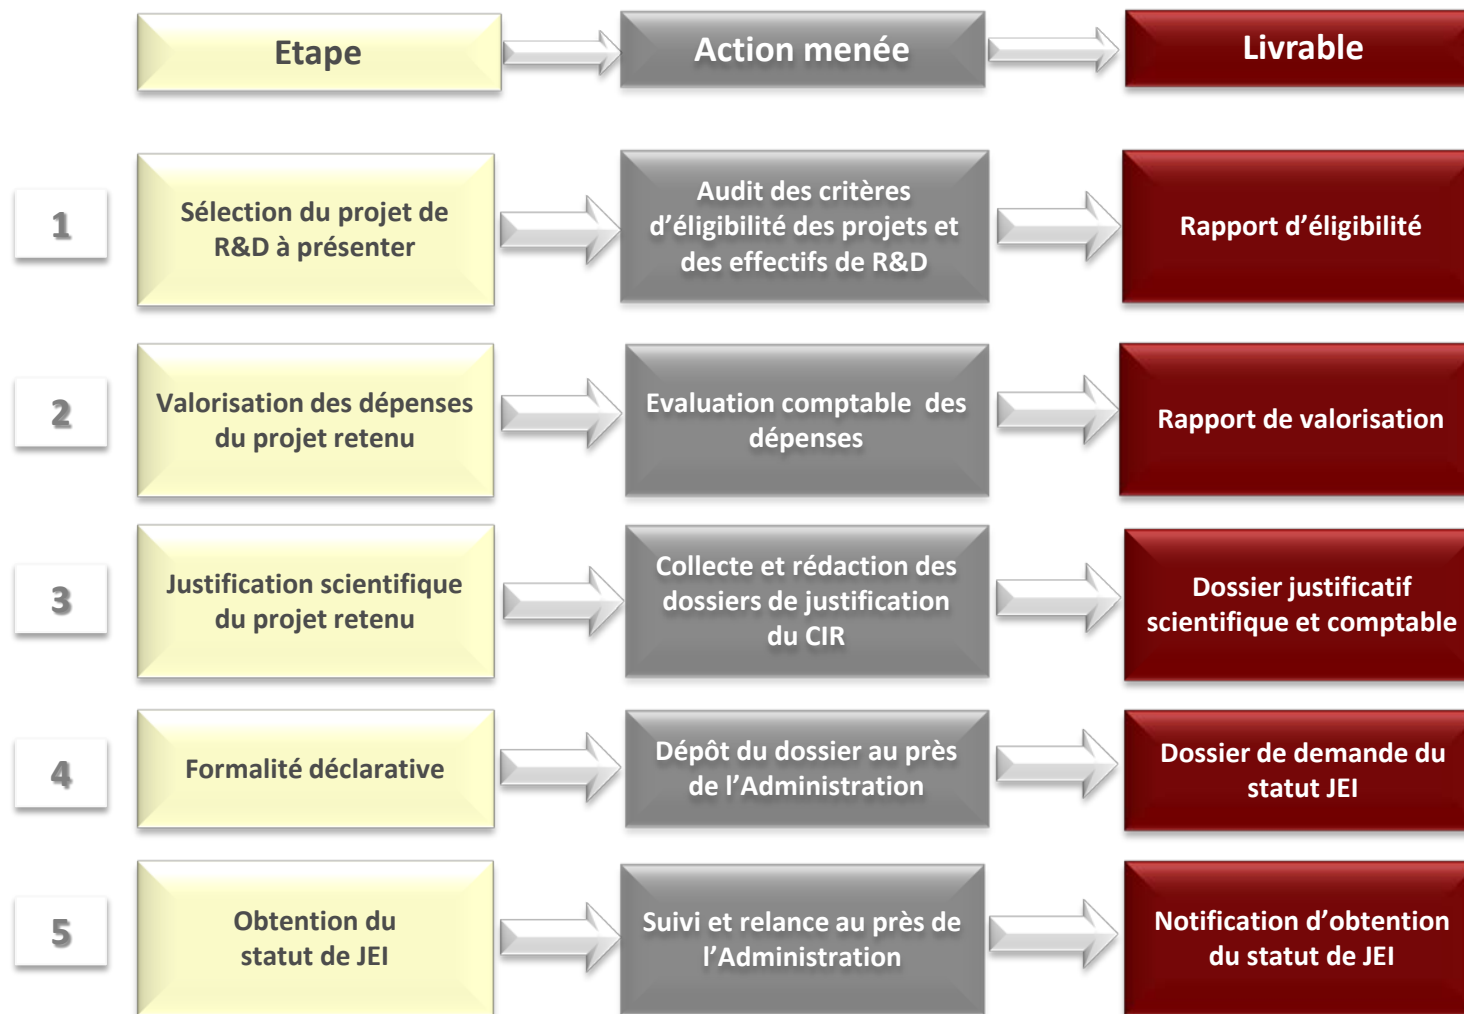 Etape
Action menée
Livrable
1
Sélection du projet de
R&D à présenter
Audit des critères
d’éligibilité des projets et
des effectifs de R&D
Rapport d’éligibilité
2
Valorisation des dépenses
du projet retenu
Evaluation comptable  des
dépenses
Rapport de valorisation
3
Justification scientifique
du projet retenu
Collecte et rédaction des
dossiers de justification
du CIR
Dossier justificatif
scientifique et comptable
4
Formalité déclarative
Dépôt du dossier au près
de l’Administration
Dossier de demande du
statut JEI
5
Obtention du
statut de JEI
Suivi et relance au près de
l’Administration
Notification d’obtention
du statut de JEI